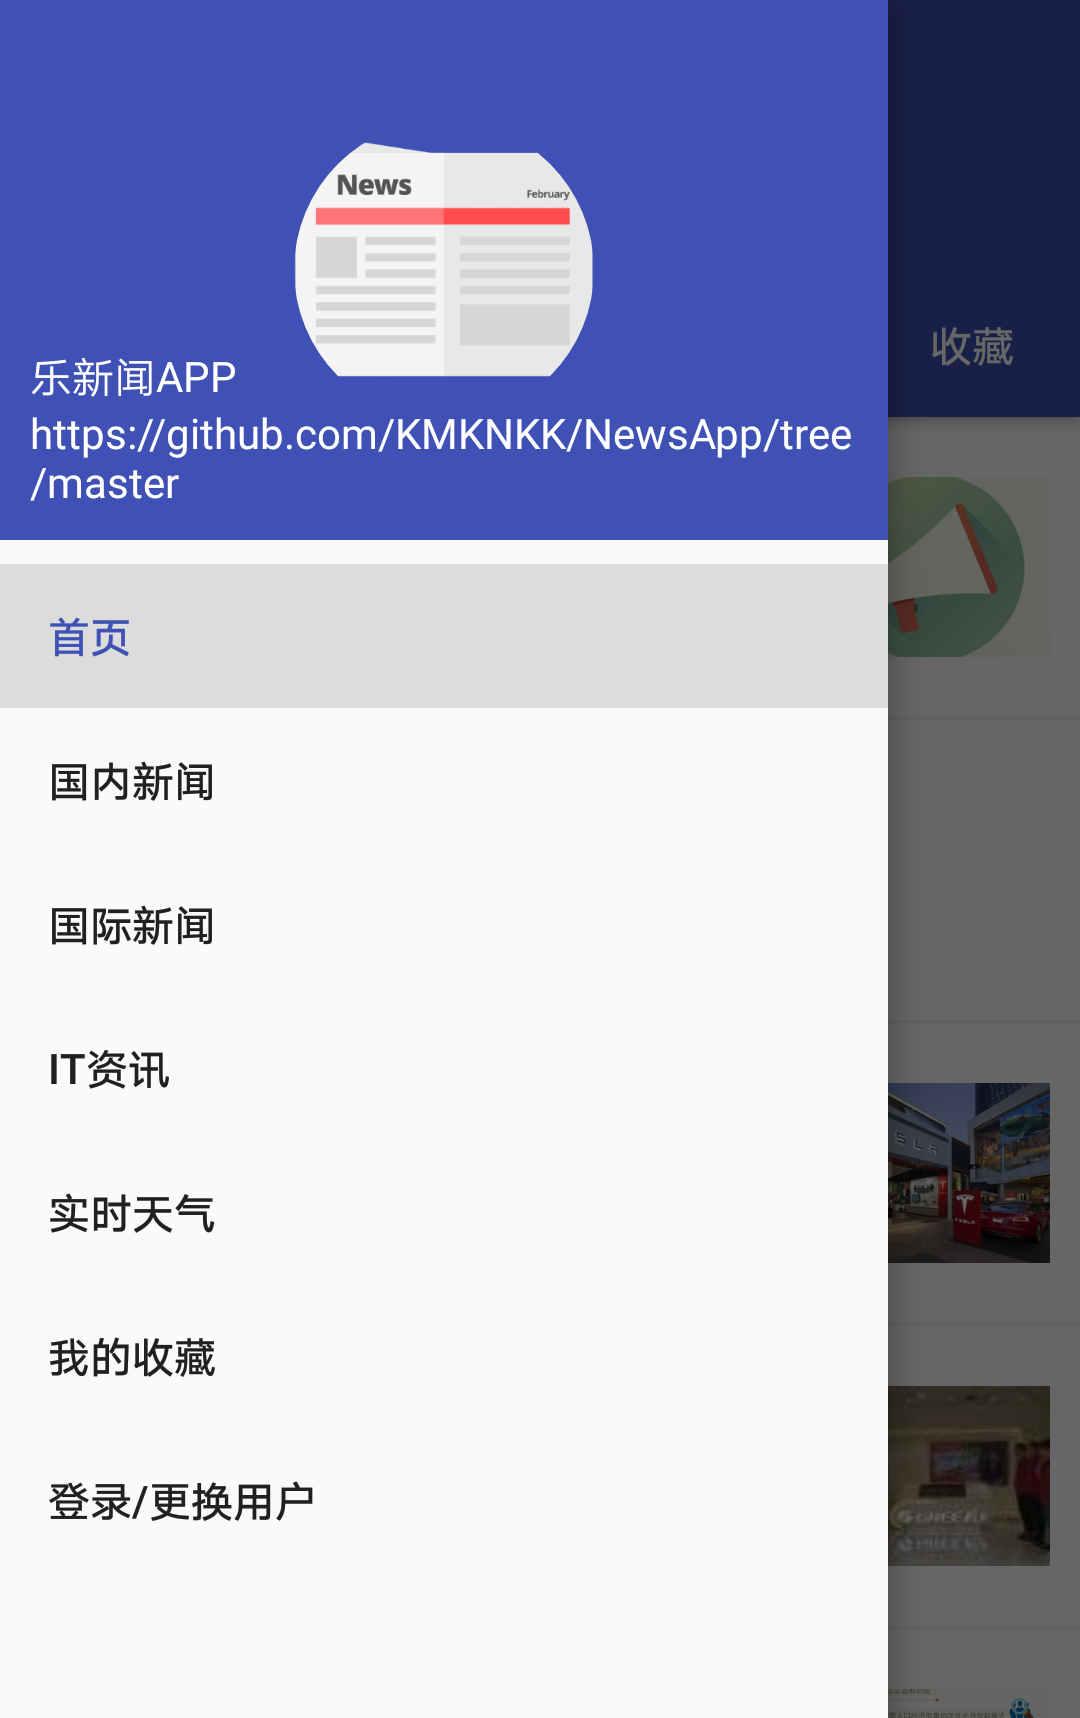 News
February
乐新闻APP
https://github.com/KMKNKK/NewsApp/tree
/master
收藏
首页
国内新闻
国际新闻
IT资讯
实时天气
我的收藏
登录/更换用户
SLA
TESLA